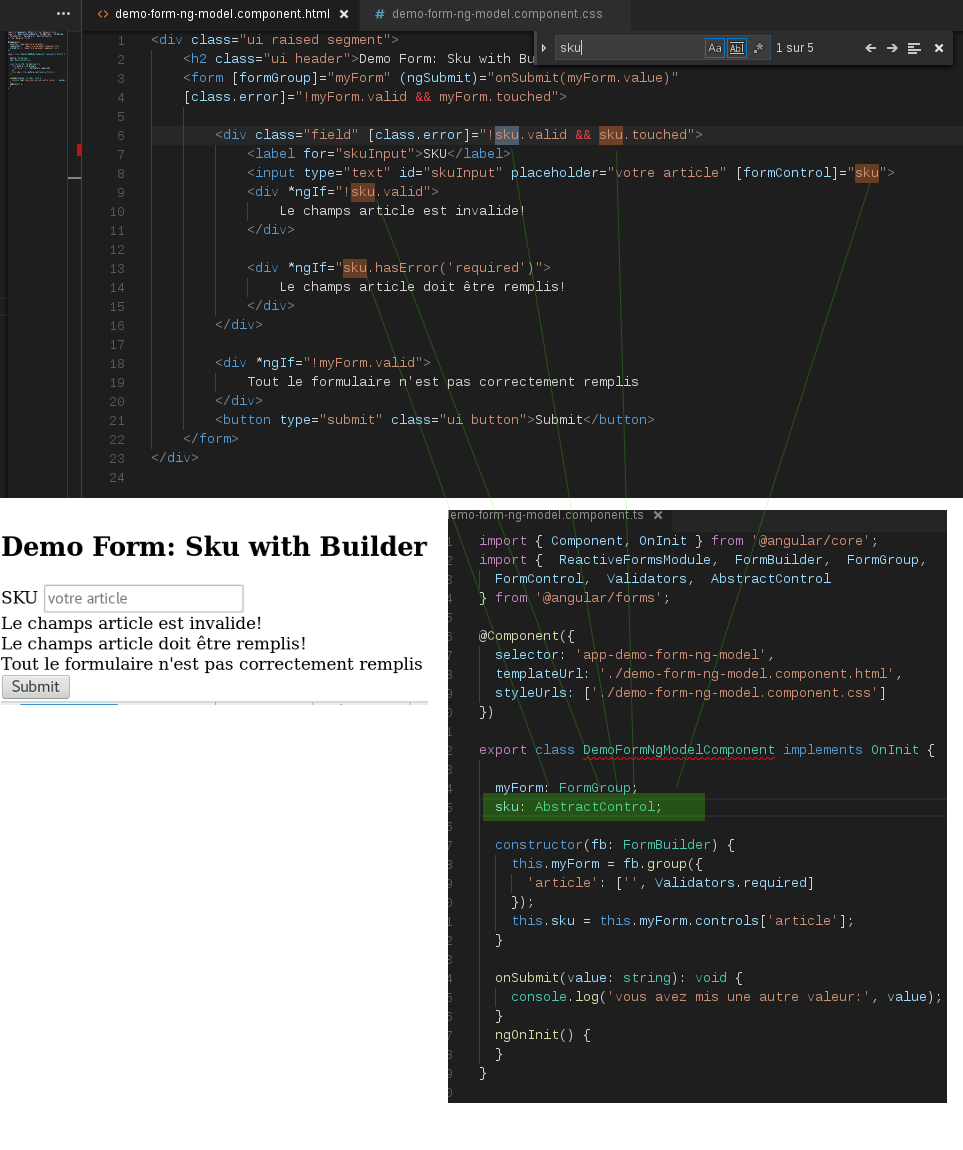 demo-form-ng-model.component.html
demo-form-ng-model.component.css
sku
Aa
Abl
.*
1 sur 5
1 <div class="ui raised segment">
2 <h2 class="ui header">Demo Form: Sku with Bu
3 <form [formGroup]="myForm" (ngSubmit)="onSubmit(myForm.value)"
4 [class.error]="!myForm.valid && myForm.touched">
5
6 <div class="field" [class.error]="!sku.valid && sku.touched">
7 <label for="skuInput">SKU</label>
8 <input type="text" id="skuInput" placeholder="votre article" [formControl]="sku">
9 <div *ngIf="!sku.valid">
10 Le champs article est invalide!
11 </div>
12
13 <div *ngIf="sku.hasError('required')">
14 Le champs article doit être remplis!
15 </div>
16 </div>
17
18 <div *ngIf="!myForm.valid">
19 Tout le formulaire n'est pas correctement remplis
20 </div>
21 <button type="submit" class="ui button">Submit</button>
22 </form>
23 </div>
24
Demo Form: Sku with Builder
SKU votre article
Le champs article est invalide!
Le champs article doit être remplis!
Tout le formulaire n'est pas correctement remplis
Submit
emo-form-ng-model.component.ts
1 import { Component, OnInit } from '@angular/core';
2 import {  ReactiveFormsModule,  FormBuilder,  FormGroup,
3 FormControl,  Validators,  AbstractControl
4 } from '@angular/forms';
5
6 @Component({
7 selector: 'app-demo-form-ng-model',
8 templateUrl: './demo-form-ng-model.component.html',
9 styleUrls: ['./demo-form-ng-model.component.css']
0 })
1
2 export class DemoFormNgModelComponent implements OnInit {
3
4 myForm: FormGroup;
5 sku: AbstractControl;
6
7 constructor(fb: FormBuilder) {
8 this.myForm = fb.group({
9 'article': ['', Validators.required]
0 });
1 this.sku = this.myForm.controls['article'];
2 }
3
4 onSubmit(value: string): void {
5 console.log('vous avez mis une autre valeur:', value);
6 }
7 ngOnInit() {
8 }
9 }
0